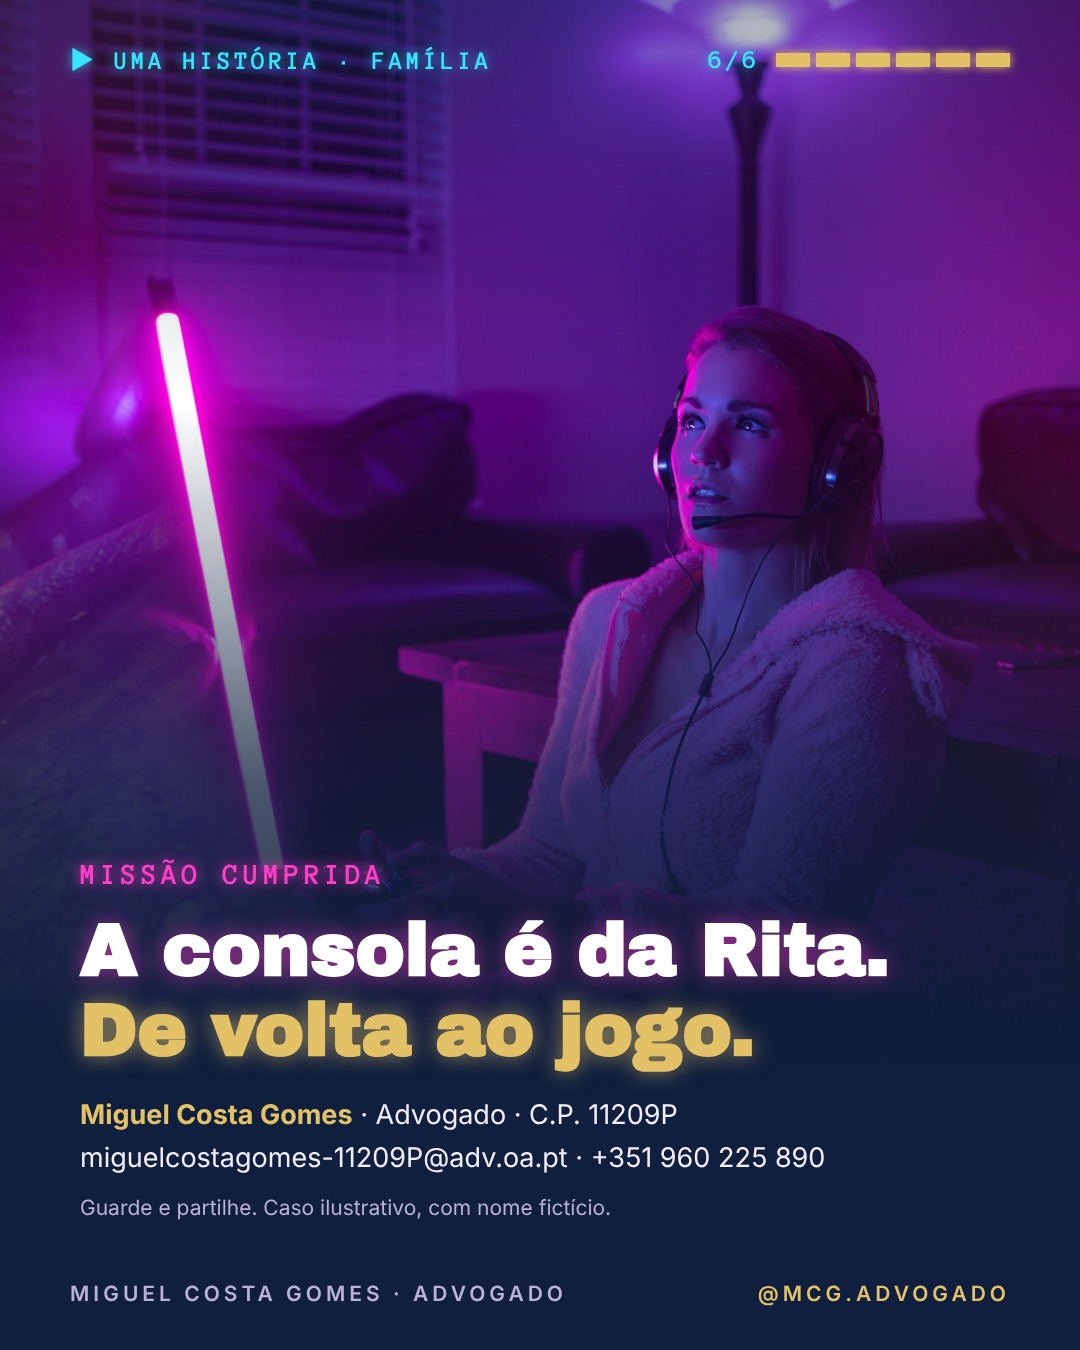 ▶ UMA HISTÓRIA · FAMÍLIA
6/6
MISSÃO CUMPRIDA
A consola é da Rita.
De volta ao jogo.
Miguel Costa Gomes · Advogado · C.P. 11209P
miguelcostagomes-11209P@adv.oa.pt · +351 960 225 890
Guarde e partilhe. Caso ilustrativo, com nome fictício.
MIGUEL COSTA GOMES · ADVOGADO
@MCG.ADVOGADO